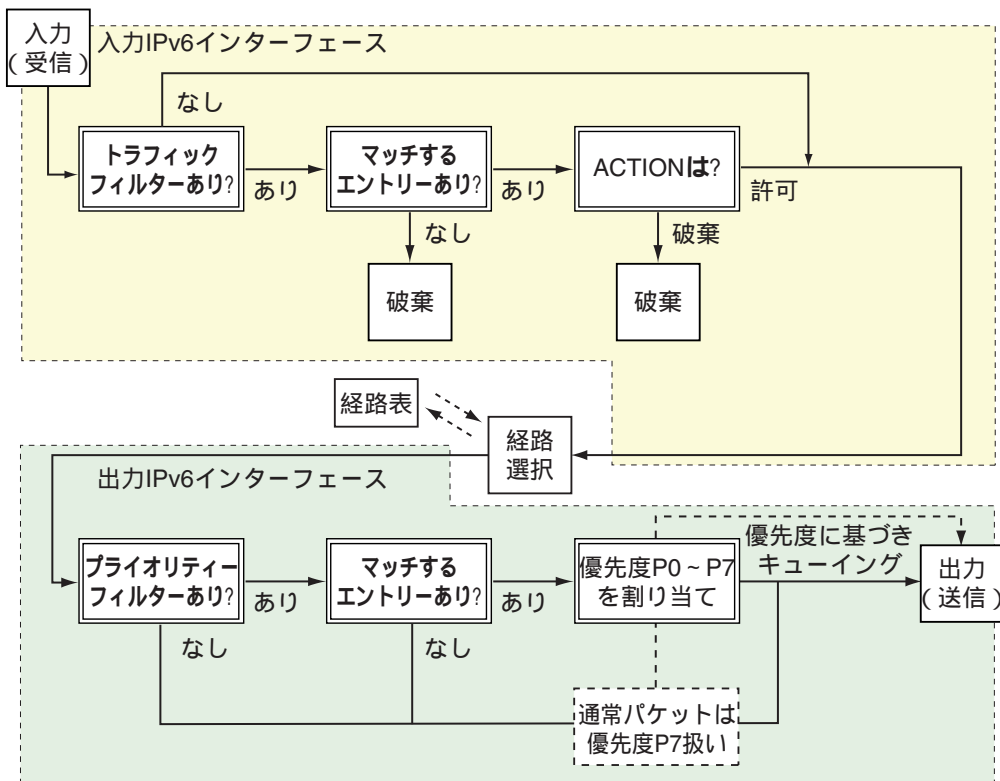 入力
（受信）
入力IPv6インターフェース
なし
トラフィック
フィルターあり?
あり
マッチする
エントリーあり?
あり
ACTIONは?
許可
なし
破棄
破棄
破棄
経路表
経路
選択
出力IPv6インターフェース
優先度に基づき
キューイング
プライオリティー
フィルターあり?
あり
マッチする
エントリーあり?
あり
優先度P0～P7
を割り当て
出力
（送信）
なし
なし
通常パケットは
優先度P7扱い